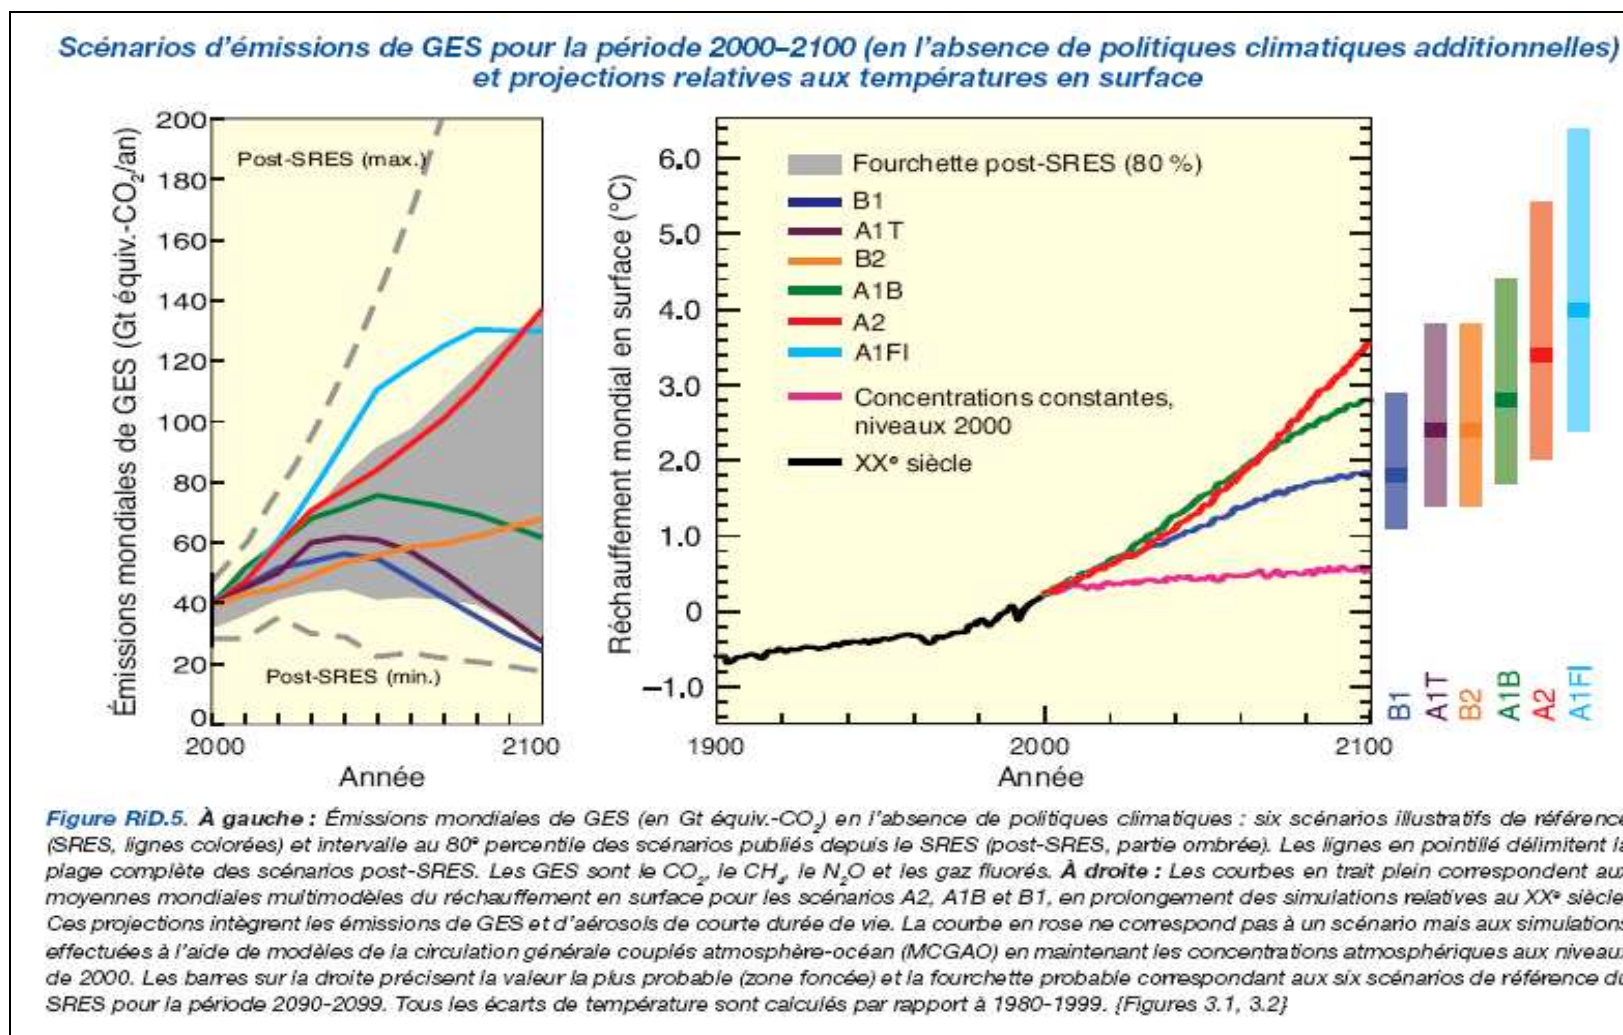 Scénarios d'émissions de GES pour la période 2000–2100 (en l'absence de politiques climatiques additionnelles)
et projections relatives aux températures en surface
Émissions mondiales de GES (Gt équiv.-CO2/an)
200
180
160
140
120
100
80
60
40
20
0
Post-SRES (max.)
Post-SRES (min.)
2000
2100
Année
Réchauffement mondial en surface (°C)
6.0
5.0
4.0
3.0
2.0
1.0
0
–1.0
Fourchette post-SRES (80 %)
B1
A1T
B2
A1B
A2
A1FI
Concentrations constantes,
niveaux 2000
XXe siècle
1900
2000
2100
Année
B1
A1T
B2
A1B
A2
A1FI
Figure RiD.5. À gauche : Émissions mondiales de GES (en Gt équiv.-CO2) en l'absence de politiques climatiques : six scénarios illustratifs de référence
(SRES, lignes colorées) et intervalle au 80e percentile des scénarios publiés depuis le SRES (post-SRES, partie ombrée). Les lignes en pointillé délimitent la
plage complète des scénarios post-SRES. Les GES sont le CO2, le CH4, le N2O et les gaz fluorés. À droite : Les courbes en trait plein correspondent aux
moyennes mondiales multimodèles du réchauffement en surface pour les scénarios A2, A1B et B1, en prolongement des simulations relatives au XXe siècle.
Ces projections intègrent les émissions de GES et d'aérosols de courte durée de vie. La courbe en rose ne correspond pas à un scénario mais aux simulations
effectuées à l'aide de modèles de la circulation générale couplés atmosphère-océan (MCGAO) en maintenant les concentrations atmosphériques aux niveaux
de 2000. Les barres sur la droite précisent la valeur la plus probable (zone foncée) et la fourchette probable correspondant aux six scénarios de référence du
SRES pour la période 2090-2099. Tous les écarts de température sont calculés par rapport à 1980-1999. {Figures 3.1, 3.2}